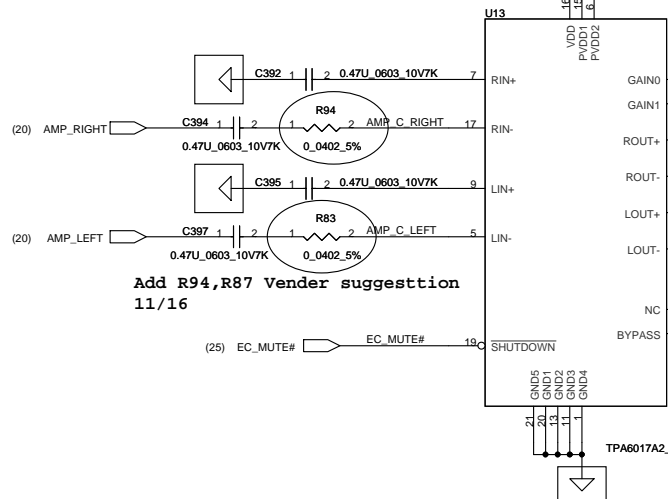 U13
16
15
6
VDD
PVDD1
PVDD2
C392 1 2 0.47U_0603_10V7K 7 RIN+
GAIN0
GAIN1
R94
(20) AMP_RIGHT C394 1 2 1 2 AMP_C_RIGHT 17 RIN-
0.47U_0603_10V7K 0_0402_5%
ROUT+
C395 1 2 0.47U_0603_10V7K 9 LIN+
ROUT-
R83
LOUT+
(20) AMP_LEFT C397 1 2 1 2 AMP_C_LEFT 5 LIN-
0.47U_0603_10V7K 0_0402_5%
LOUT-
Add R94,R87 Vender suggesttion
11/16
NC
BYPASS
(25) EC_MUTE# EC_MUTE# 19 SHUTDOWN
GND5
GND1
GND2
GND3
GND4
21
20
13
11
1
TPA6017A2_